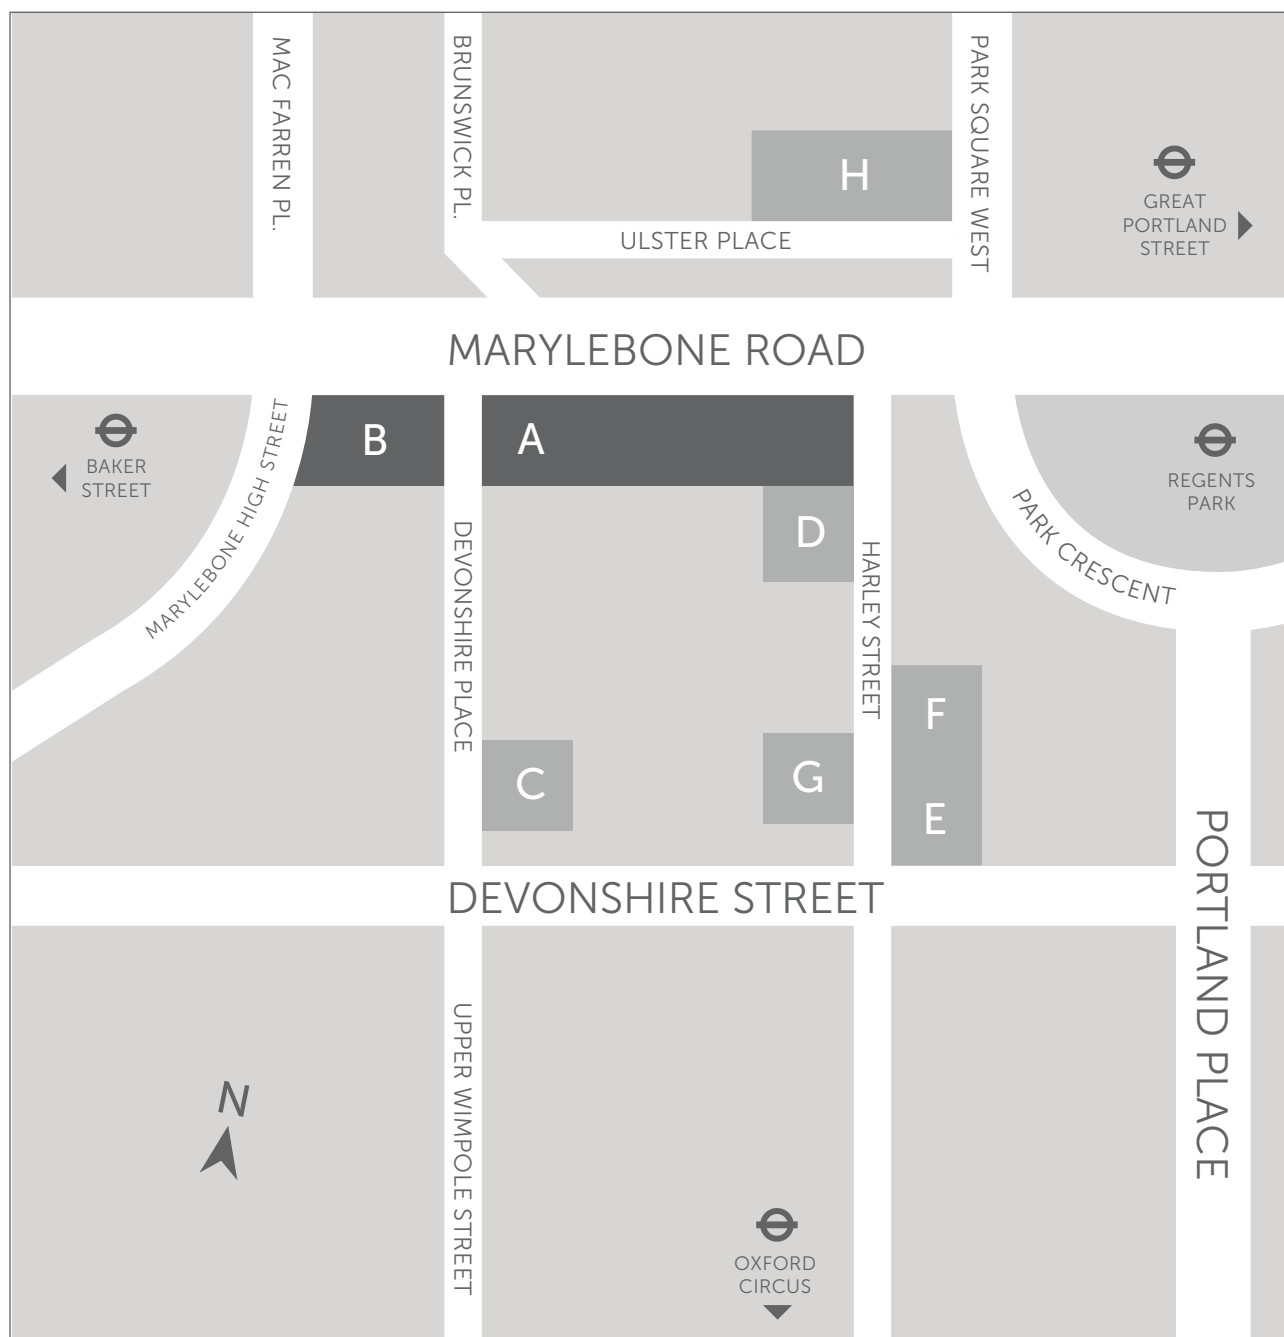 MAC FARREN PL.
BRUNSWICK PL.
PARK SQUARE WEST
H
GREAT
PORTLAND
STREET
ULSTER PLACE
MARYLEBONE ROAD
BAKER
STREET
MARYLEBONE HIGH STREET
B
A
REGENTS
PARK
PARK CRESCENT
D
DEVONSHIRE PLACE
HARLEY STREET
F
C
G
E
PORTLAND PLACE
DEVONSHIRE STREET
UPPER WIMPOLE STREET
N
OXFORD
CIRCUS